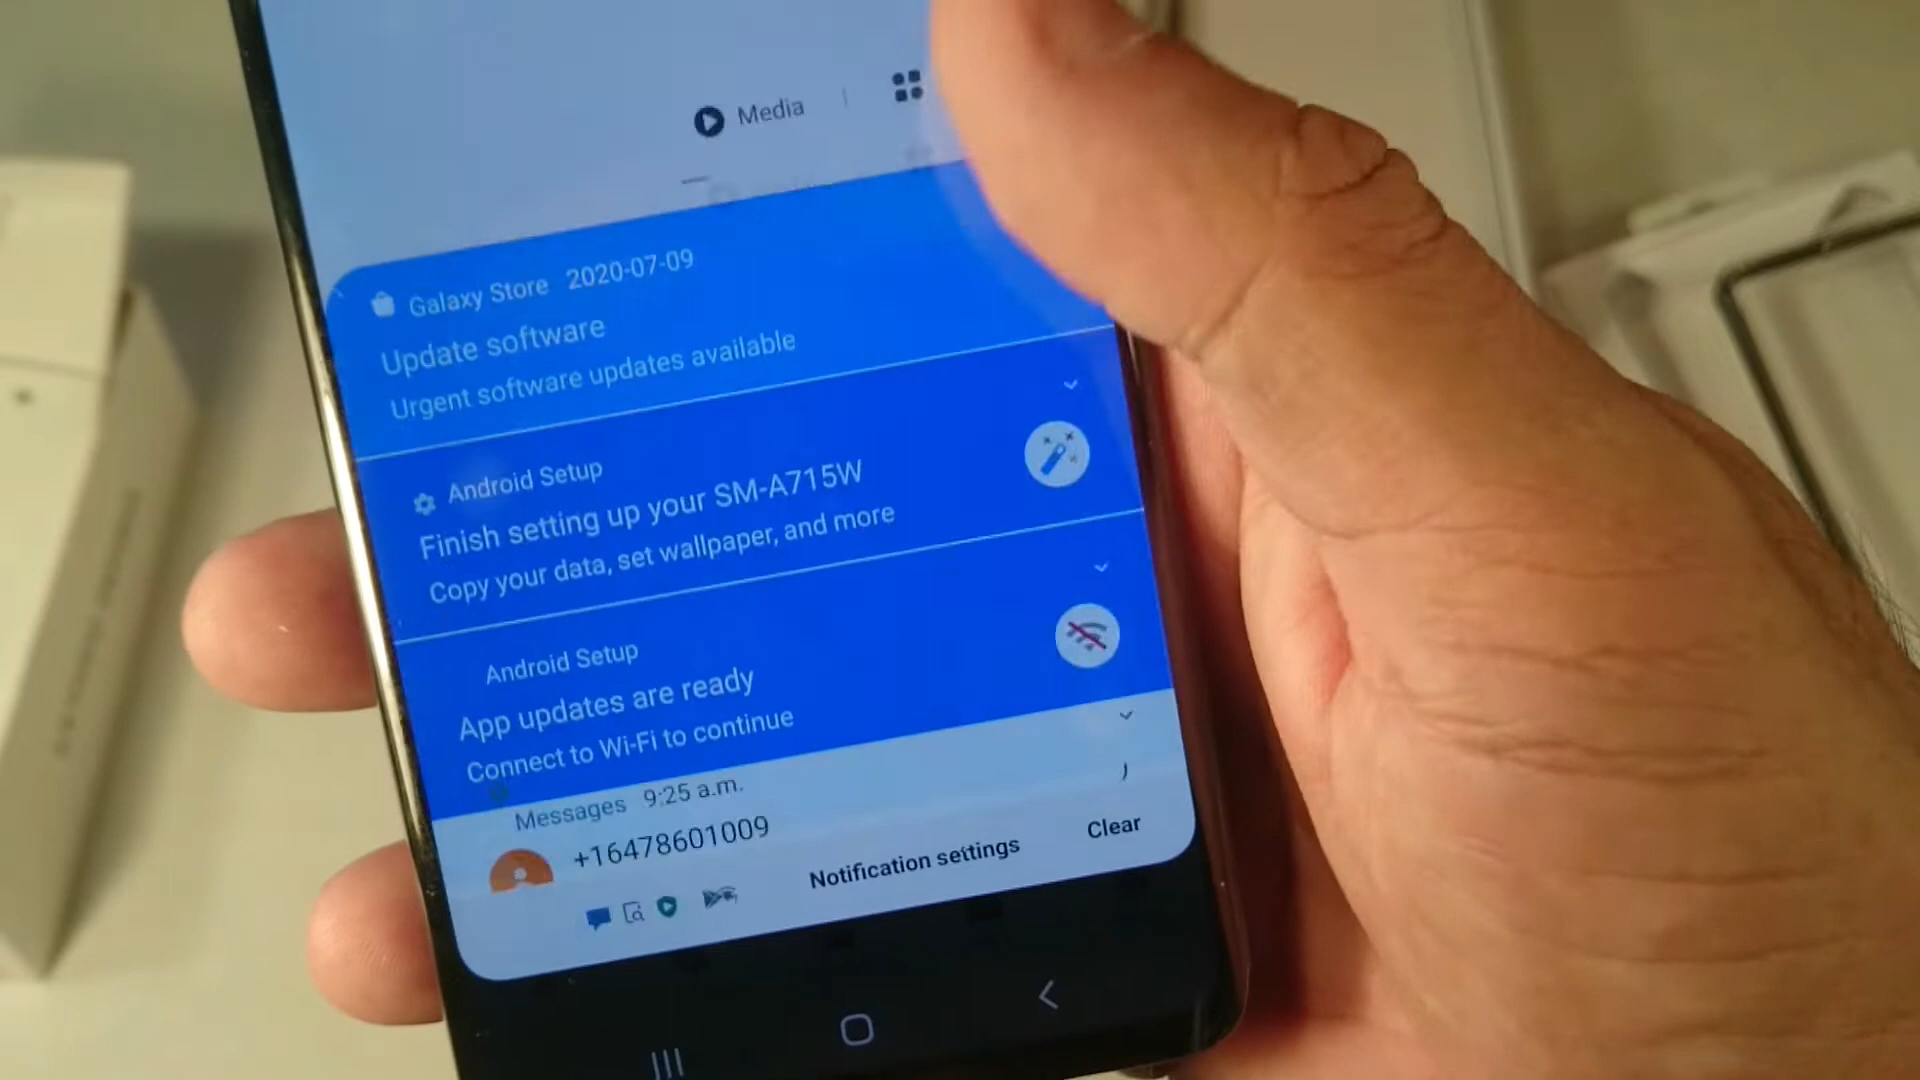 Media
Galaxy Store 2020-07-09
Update software
Urgent software updates available
Android Setup
Finish setting up your SM-A715W
Copy your data, set wallpaper, and more
Android Setup
App updates are ready
Connect to Wi-Fi to continue
Messages 9:25 a.m.
+16478601009
Notification settings
Clear